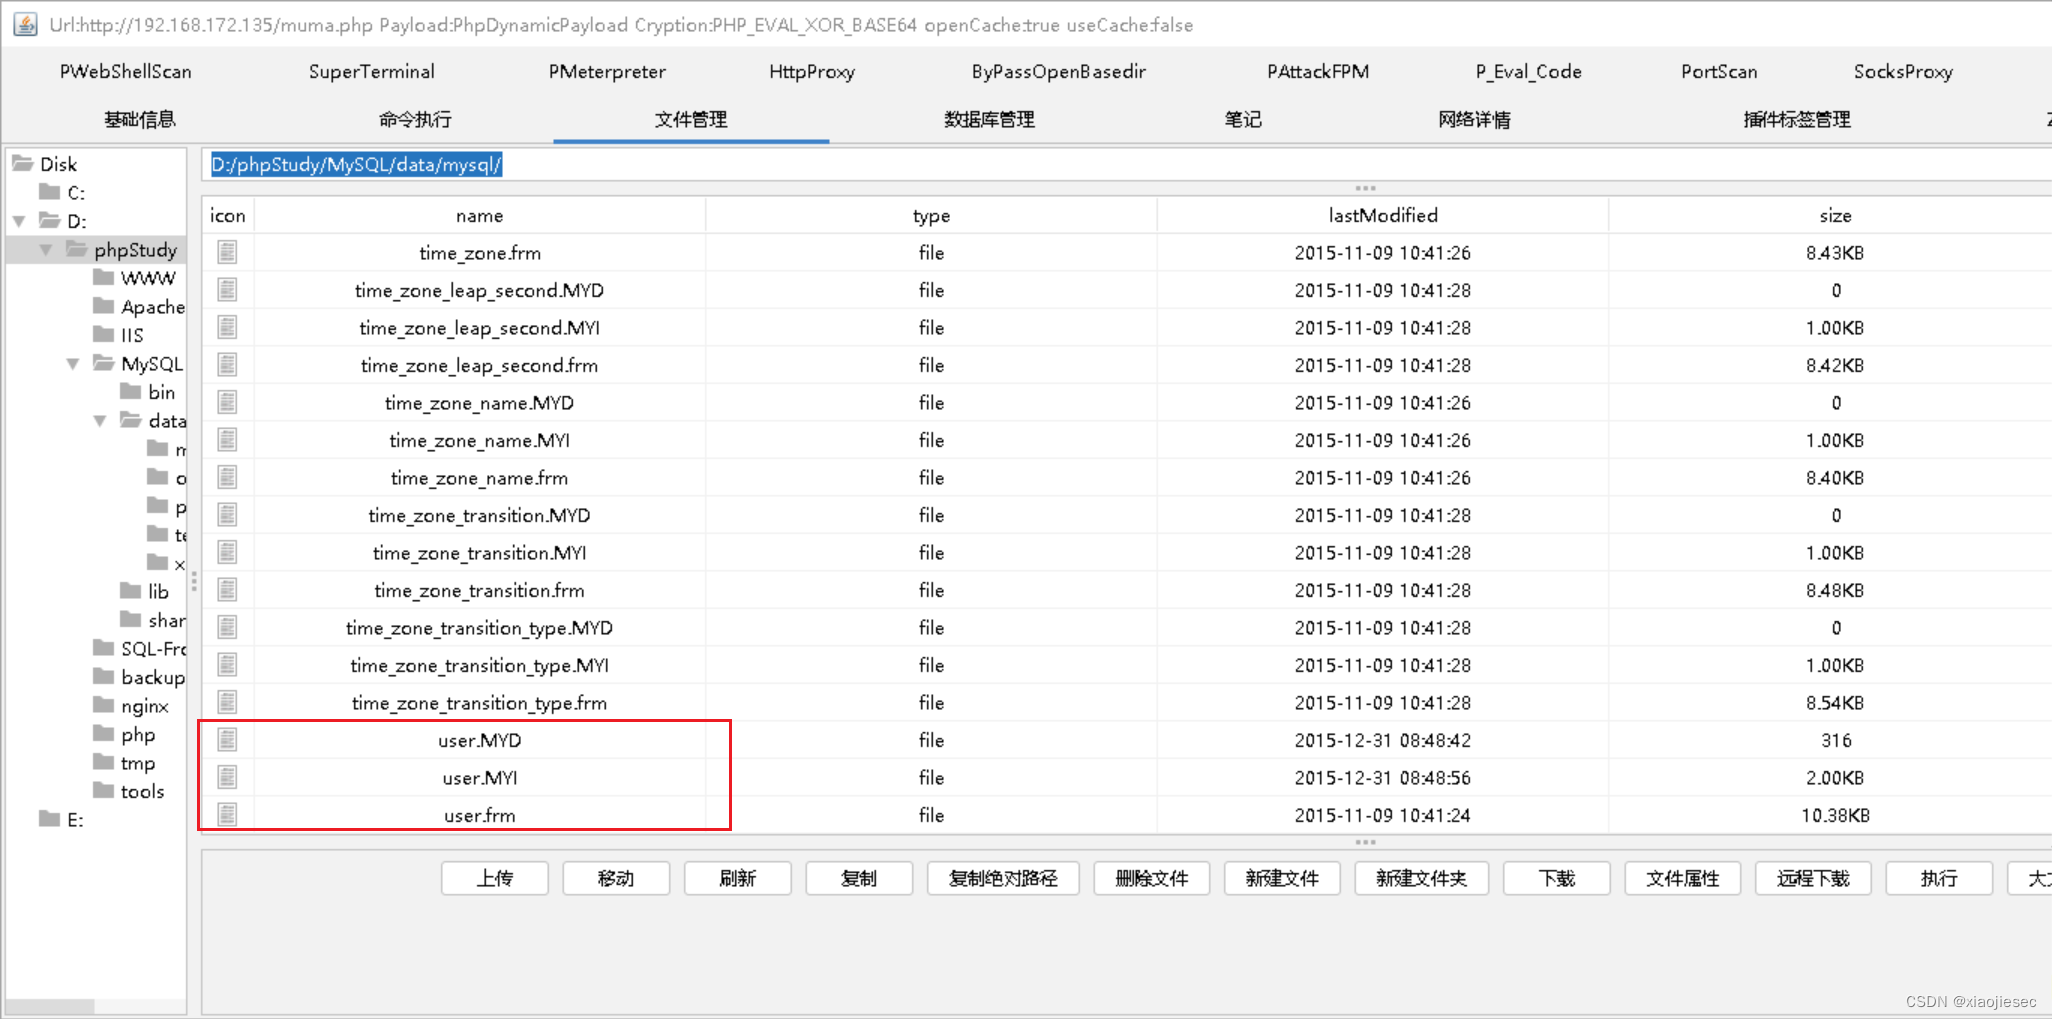 Url:http://192.168.172.135/muma.php Payload:PhpDynamicPayload Cryption:PHP_EVAL_XOR_BASE64 openCache:true useCache:false
PWebShellScan SuperTerminal PMeterpreter HttpProxy ByPassOpenBasedir PAttackFPM P_Eval_Code PortScan SocksProxy
基础信息 命令执行 文件管理 数据库管理 笔记 网络详情 插件标签管理
Disk
C:
D:
phpStudy
WWW
Apache
IIS
MySQL
bin
data
m
o
p
te
x
lib
shar
SQL-Fro
backup
nginx
php
tmp
tools
E:
D:/phpStudy/MySQL/data/mysql/
icon name type lastModified size
time_zone.frm file 2015-11-09 10:41:26 8.43KB
time_zone_leap_second.MYD file 2015-11-09 10:41:28 0
time_zone_leap_second.MYI file 2015-11-09 10:41:28 1.00KB
time_zone_leap_second.frm file 2015-11-09 10:41:28 8.42KB
time_zone_name.MYD file 2015-11-09 10:41:26 0
time_zone_name.MYI file 2015-11-09 10:41:26 1.00KB
time_zone_name.frm file 2015-11-09 10:41:26 8.40KB
time_zone_transition.MYD file 2015-11-09 10:41:28 0
time_zone_transition.MYI file 2015-11-09 10:41:28 1.00KB
time_zone_transition.frm file 2015-11-09 10:41:28 8.48KB
time_zone_transition_type.MYD file 2015-11-09 10:41:28 0
time_zone_transition_type.MYI file 2015-11-09 10:41:28 1.00KB
time_zone_transition_type.frm file 2015-11-09 10:41:28 8.54KB
user.MYD file 2015-12-31 08:48:42 316
user.MYI file 2015-12-31 08:48:56 2.00KB
user.frm file 2015-11-09 10:41:24 10.38KB
上传 移动 刷新 复制 复制绝对路径 删除文件 新建文件 新建文件夹 下载 文件属性 远程下载 执行 大
CSDN @xiaojiesec